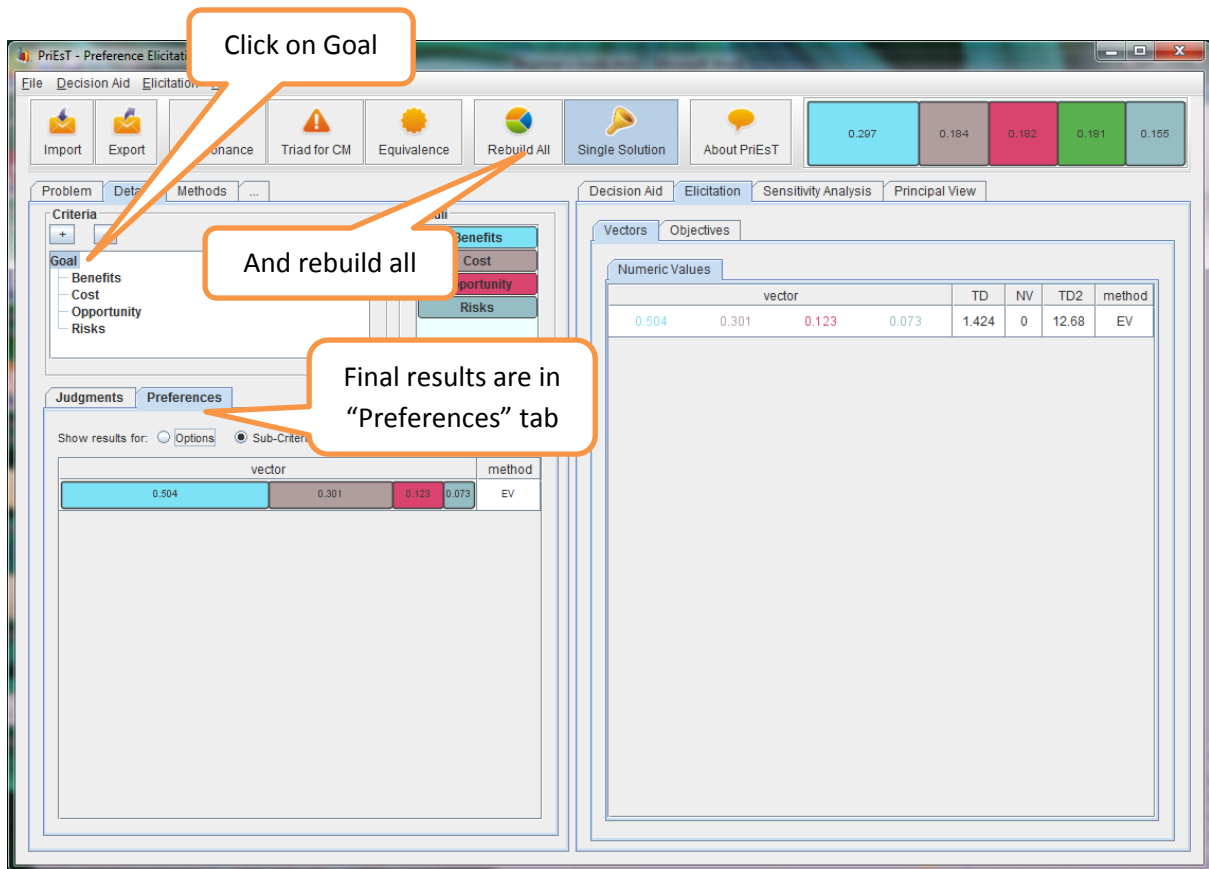 Click on Goal
PriEsT - Preference Elicitati
File Decision Aid Elicitation
Import Export onance Triad for CM Equivalence Rebuild All Single Solution About PriEsT
0.297 0.184 0.182 0.181 0.155
Problem Deta Methods ...
Decision Aid Elicitation Sensitivity Analysis Principal View
Criteria
+
And rebuild all
Goal
Benefits
Cost
Opportunity
Risks
Benefits
Cost
portunity
Risks
Vectors Objectives
Numeric Values
vector TD NV TD2 method
0.504 0.301 0.123 0.073 1.424 0 12.68 EV
Final results are in
“Preferences” tab
Judgments Preferences
Show results for: Options Sub-Criteri
vector method
0.504 0.301 0.123 0.073 EV